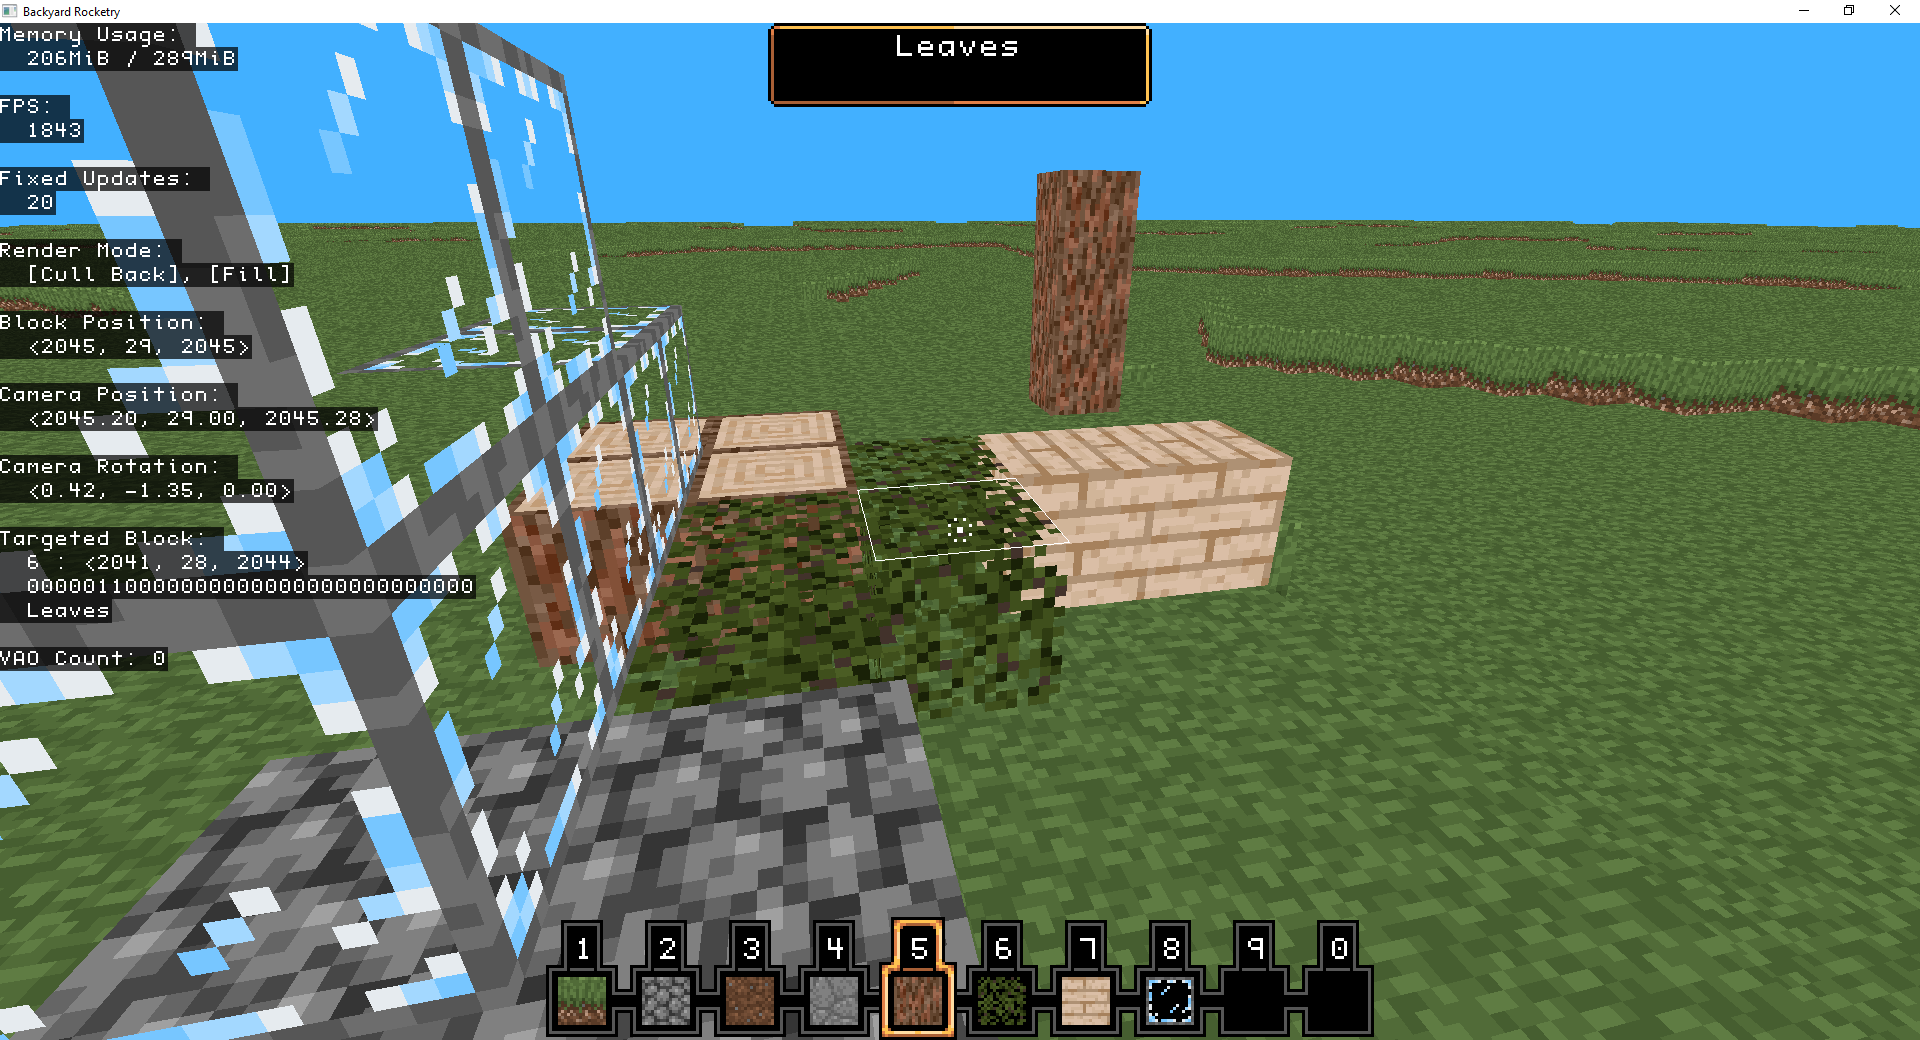 Backyard Rocketry
Memory Usage:
206MiB / 289MiB
Leaves
FPS:
1843
Fixed Updates:
20
Render Mode:
[Cull Back], [Fill]
Block Position:
<2045, 29, 2045>
Camera Position:
<2045.20, 29.00, 2045.28>
Camera Rotation:
<0.42, -1.35, 0.00>
Targeted Block:
6 : <2041, 28, 2044>
00000110000000000000000000000000
Leaves
VAO Count: 0
1 2 3 4 5 6 7 8 9 0